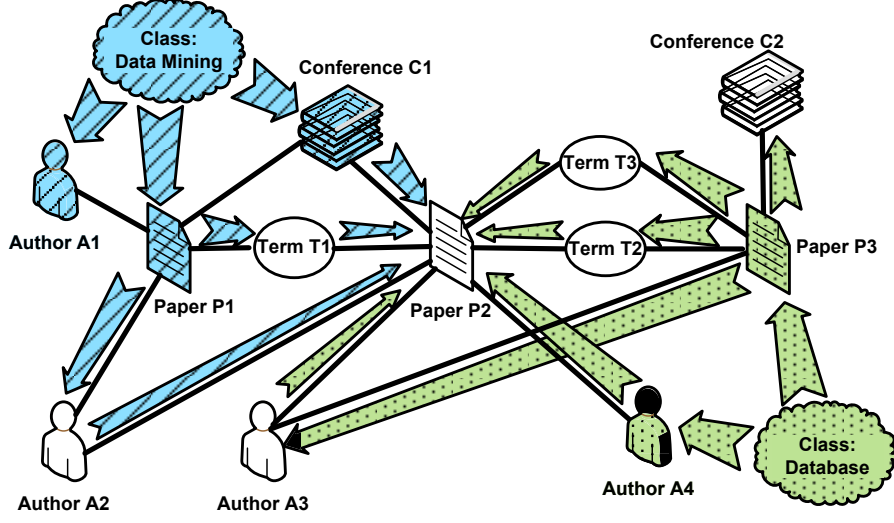 Class:
Data Mining
Conference C1
Conference C2
Term T3
Author A1
Term T1
Term T2
Paper P3
Paper P1
Paper P2
Class:
Database
Author A2
Author A3
Author A4